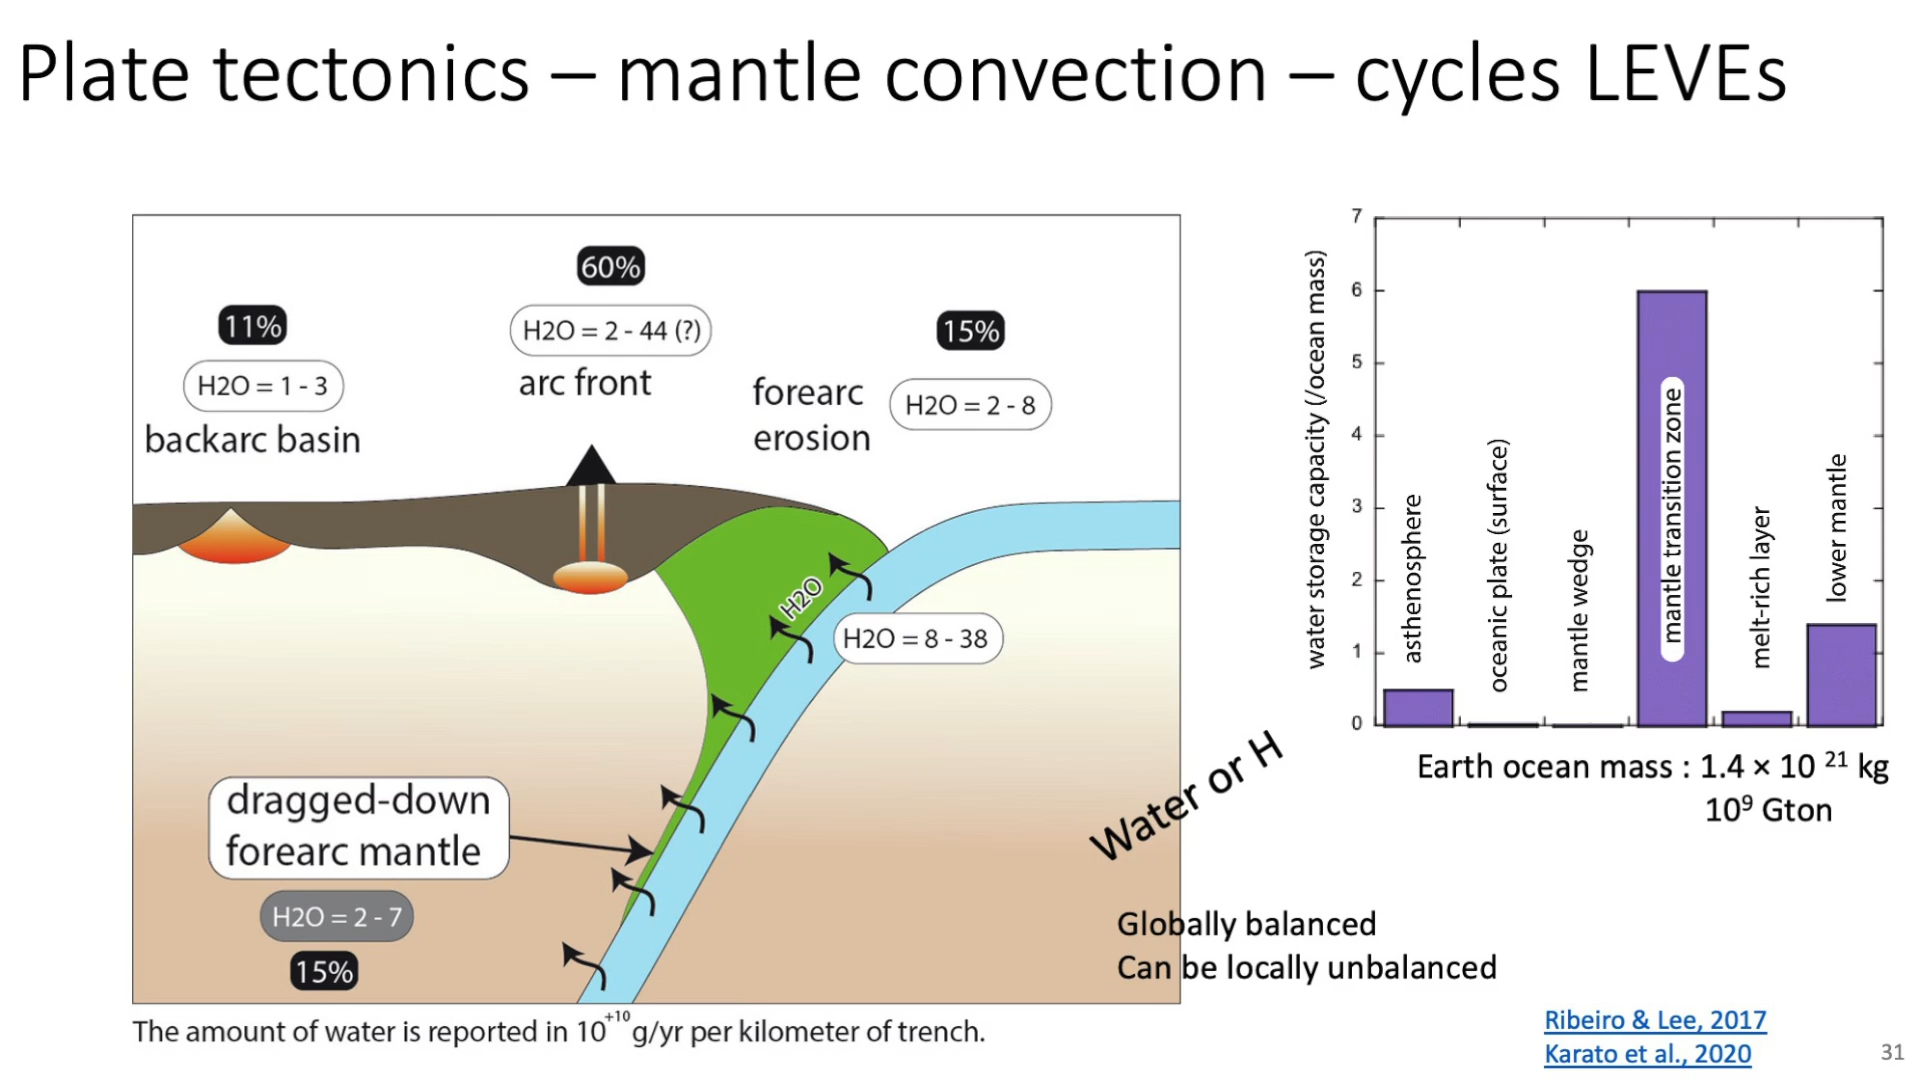 Plate tectonics – mantle convection – cycles LEVEs
60%
H2O = 2 - 44 (?)
arc front
11%
H2O = 1 - 3
backarc basin
15%
forearc
erosion
H2O = 2 - 8
H2O
H2O = 8 - 38
dragged-down
forearc mantle
H2O = 2 - 7
15%
The amount of water is reported in 10⁺¹⁰ g/yr per kilometer of trench.
water storage capacity (/ocean mass)
7
6
5
4
3
2
1
0
asthenosphere
oceanic plate (surface)
mantle wedge
mantle transition zone
melt-rich layer
lower mantle
Earth ocean mass : 1.4 × 10 ²¹ kg
10⁹ Gton
Water or H
Globally balanced
Can be locally unbalanced
Ribeiro & Lee, 2017
Karato et al., 2020
31